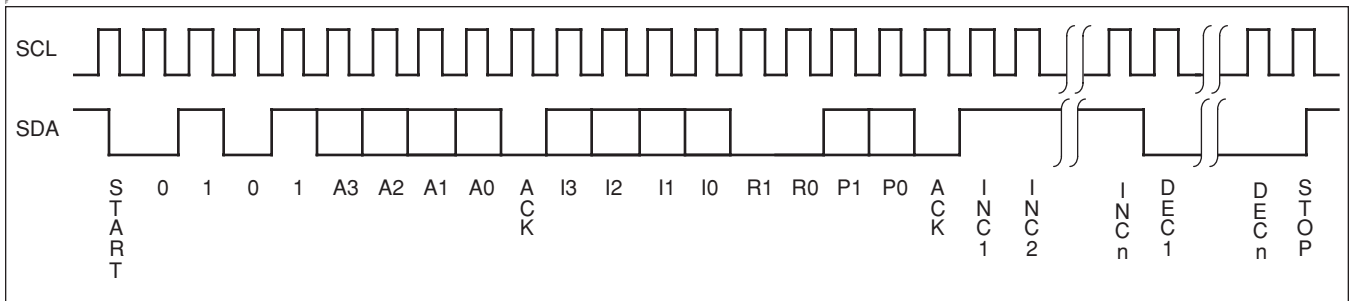 SCL
SDA
START 0 1 0 1 A3 A2 A1 A0 ACK I3 I2 I1 I0 R1 R0 P1 P0 ACK INC1 INC2 INCn DEC1 DECn STOP